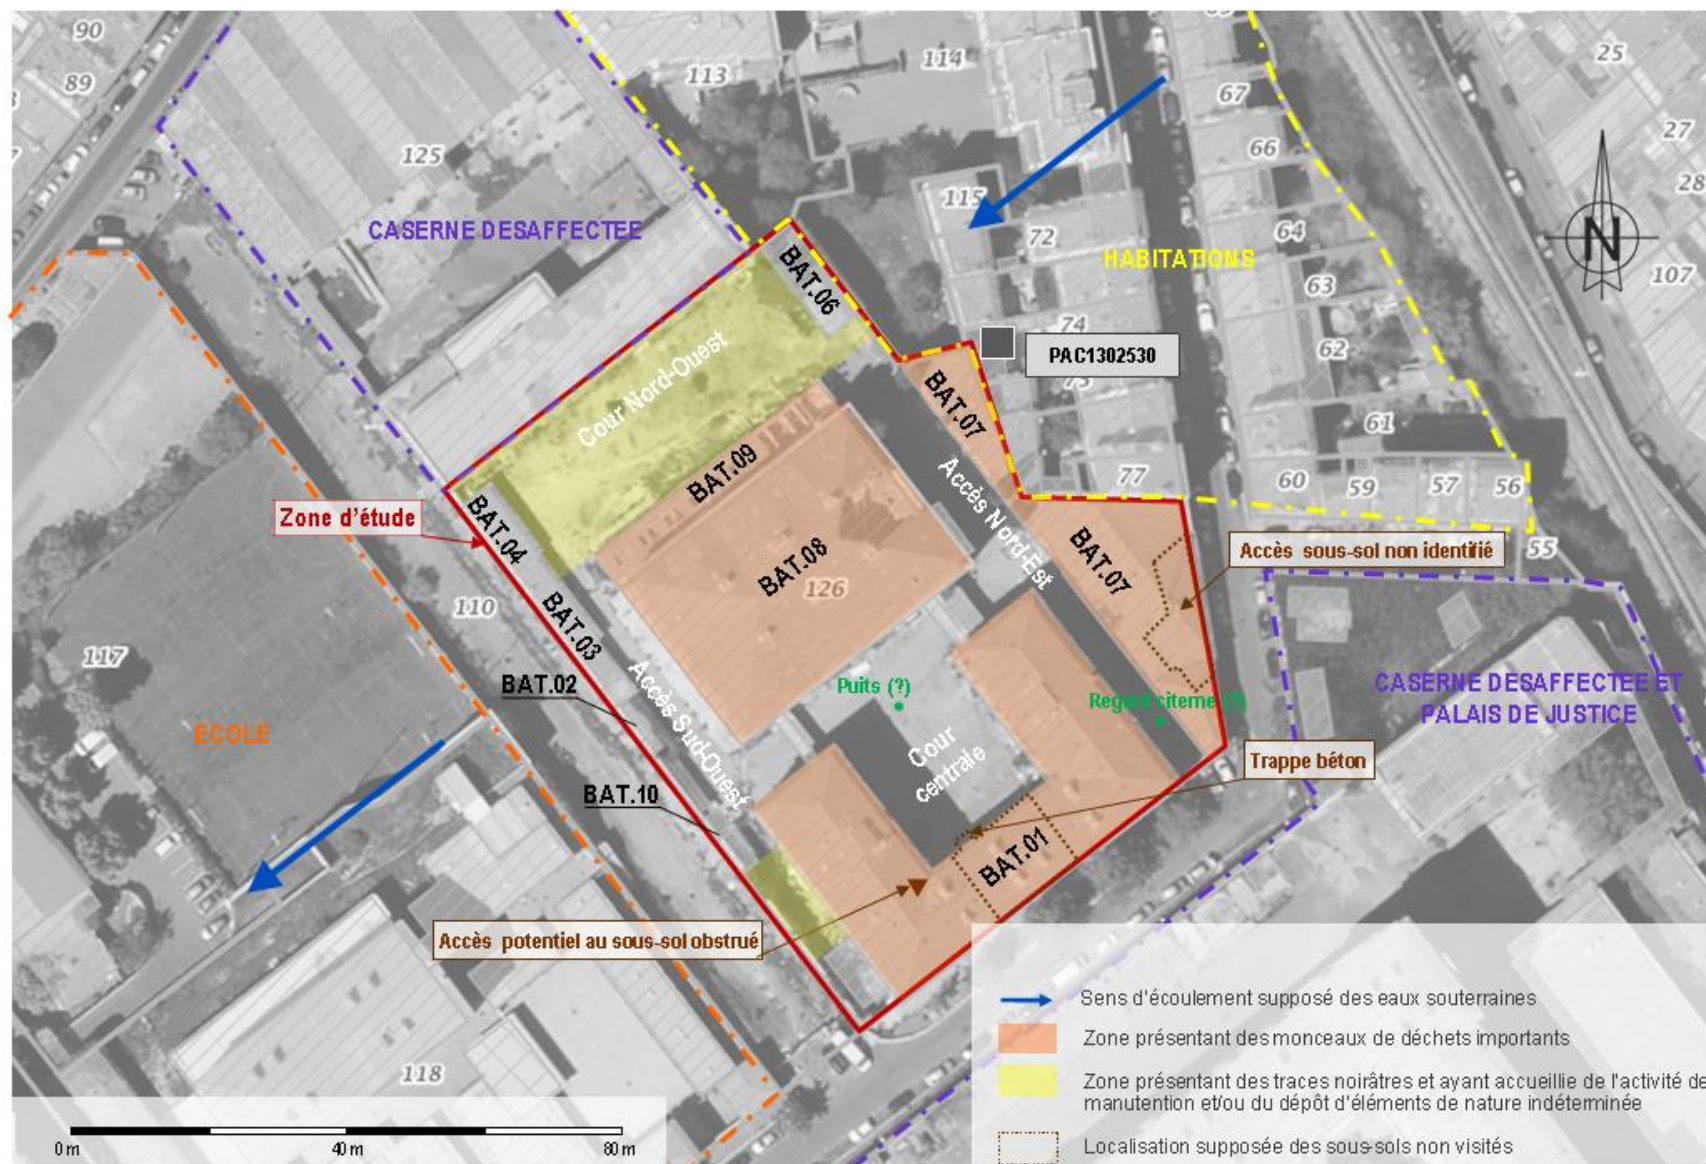 90
89
125
113
114
67
66
64
63
62
61
60
59
57
56
55
25
27
28
107
115
72
74
77
CASERNE DESAFFECTEE
HABITATIONS
PAC1302530
BAT.06
Cour Nord-Ouest
BAT.07
BAT.09
Accès Nord-Est
Zone d'étude
BAT.04
BAT.08
126
BAT.07
Accès sous-sol non identifié
110
BAT.03
117
BAT.02
Accès Sud-Ouest
Puits (?)
Regard citerne (?)
CASERNE DESAFFECTEE ET
PALAIS DE JUSTICE
ECOLE
Cour
centrale
Trappe béton
BAT.10
BAT.01
Accès potentiel au sous-sol obstrué
118
N
Sens d'écoulement supposé des eaux souterraines
Zone présentant des monceaux de déchets importants
Zone présentant des traces noirâtres et ayant accueillie de l'activité de
manutention et/ou du dépôt d'éléments de nature indéterminée
Localisation supposée des sous-sols non visités
0 m 40 m 80 m